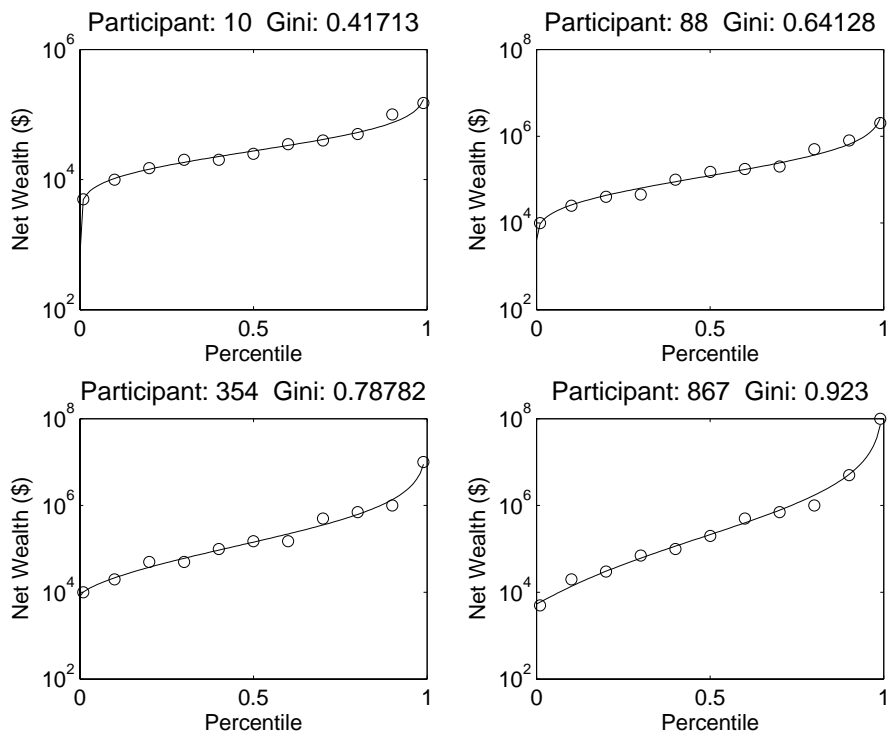 Participant: 10 Gini: 0.41713
10^6
10^4
10^2
Net Wealth ($)
0
0.5
1
Percentile
Participant: 88 Gini: 0.64128
10^8
10^6
10^4
10^2
Net Wealth ($)
0
0.5
1
Percentile
Participant: 354 Gini: 0.78782
10^8
10^6
10^4
10^2
Net Wealth ($)
0
0.5
1
Percentile
Participant: 867 Gini: 0.923
10^8
10^6
10^4
10^2
Net Wealth ($)
0
0.5
1
Percentile